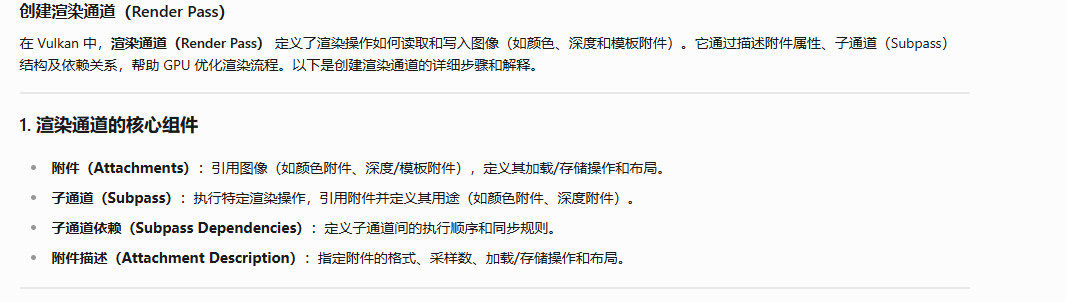 创建渲染通道（Render Pass）
在 Vulkan 中，渲染通道（Render Pass） 定义了渲染操作如何读取和写入图像（如颜色、深度和模板附件）。它通过描述附件属性、子通道（Subpass）
结构及依赖关系，帮助 GPU 优化渲染流程。以下是创建渲染通道的详细步骤和解释。
1. 渲染通道的核心组件
• 附件（Attachments）：引用图像（如颜色附件、深度/模板附件），定义其加载/存储操作和布局。
• 子通道（Subpass）：执行特定渲染操作，引用附件并定义其用途（如颜色附件、深度附件）。
• 子通道依赖（Subpass Dependencies）：定义子通道间的执行顺序和同步规则。
• 附件描述（Attachment Description）：指定附件的格式、采样数、加载/存储操作和布局。